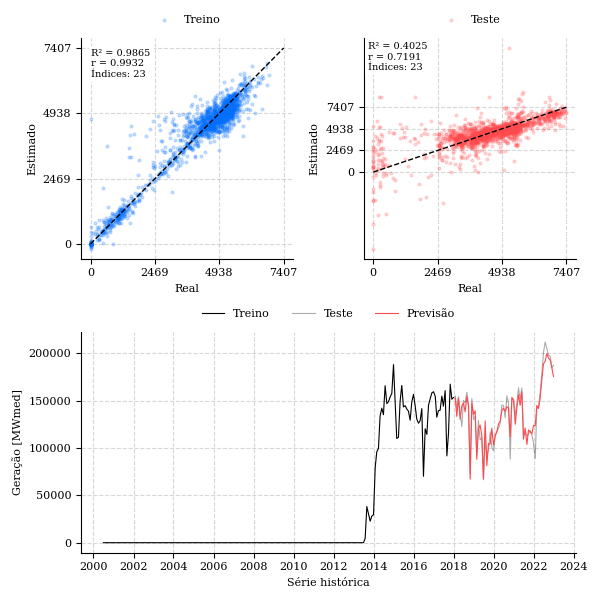 Treino
Teste
R² = 0.9865
r = 0.9932
Índices: 23
7407
4938
2469
0
Estimado
0 2469 4938 7407
Real
R² = 0.4025
r = 0.7191
Índices: 23
7407
4938
2469
0
Estimado
0 2469 4938 7407
Real
Treino Teste Previsão
200000
150000
100000
50000
0
Geração [MWmed]
2000 2002 2004 2006 2008 2010 2012 2014 2016 2018 2020 2022 2024
Série histórica